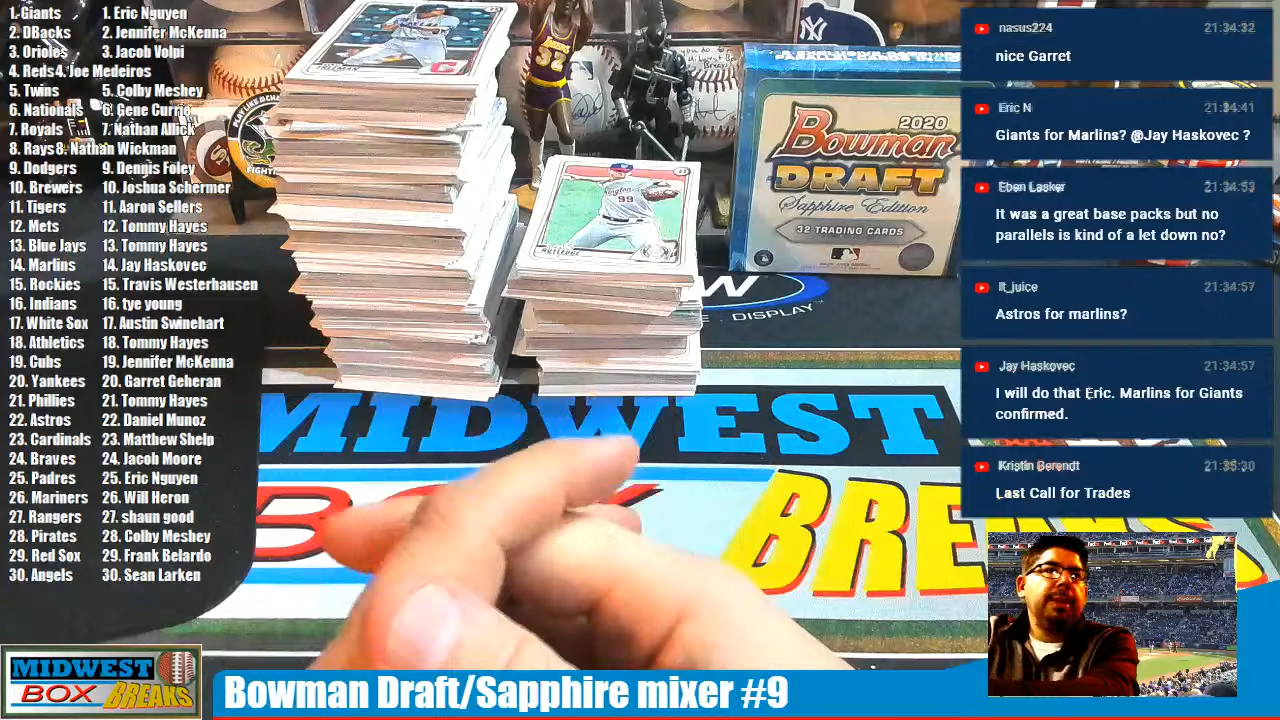 1. Giants 1. Eric Nguyen
2. DBacks 2. Jennifer McKenna
3. Orioles 3. Jacob Volpi
4. Reds4. Joe Medeiros
5. Twins 5. Colby Meshey
6. Nationals 6. Gene Currie
7. Royals 7. Nathan Allick
8. Rays8. Nathan Wickman
9. Dodgers 9. Dennis Foley
10. Brewers 10. Joshua Schermer
11. Tigers 11. Aaron Sellers
12. Mets 12. Tommy Hayes
13. Blue Jays 13. Tommy Hayes
14. Marlins 14. Jay Haskovec
15. Rockies 15. Travis Westerhausen
16. Indians 16. tye young
17. White Sox 17. Austin Swinehart
18. Athletics 18. Tommy Hayes
19. Cubs 19. Jennifer McKenna
20. Yankees 20. Garret Geheran
21. Phillies 21. Tommy Hayes
22. Astros 22. Daniel Munoz
23. Cardinals 23. Matthew Shelp
24. Braves 24. Jacob Moore
25. Padres 25. Eric Nguyen
26. Mariners 26. Will Heron
27. Rangers 27. shaun good
28. Pirates 28. Colby Meshey
29. Red Sox 29. Frank Belardo
30. Angels 30. Sean Larken
32
99
RUTLEDGE
2020
Bowman
DRAFT
Sapphire Edition
32 TRADING CARDS
DISPLAY
MIDWEST
BOX BREAKS
nasus224 21:34:32
nice Garret
Eric N 21:34:41
Giants for Marlins? @Jay Haskovec ?
Eben Lasker 21:34:53
It was a great base packs but no
parallels is kind of a let down no?
lt_juice 21:34:57
Astros for marlins?
Jay Haskovec 21:34:57
I will do that Eric. Marlins for Giants
confirmed.
Kristin Berendt 21:35:30
Last Call for Trades
MIDWEST
BOX BREAKS
Bowman Draft/Sapphire mixer #9